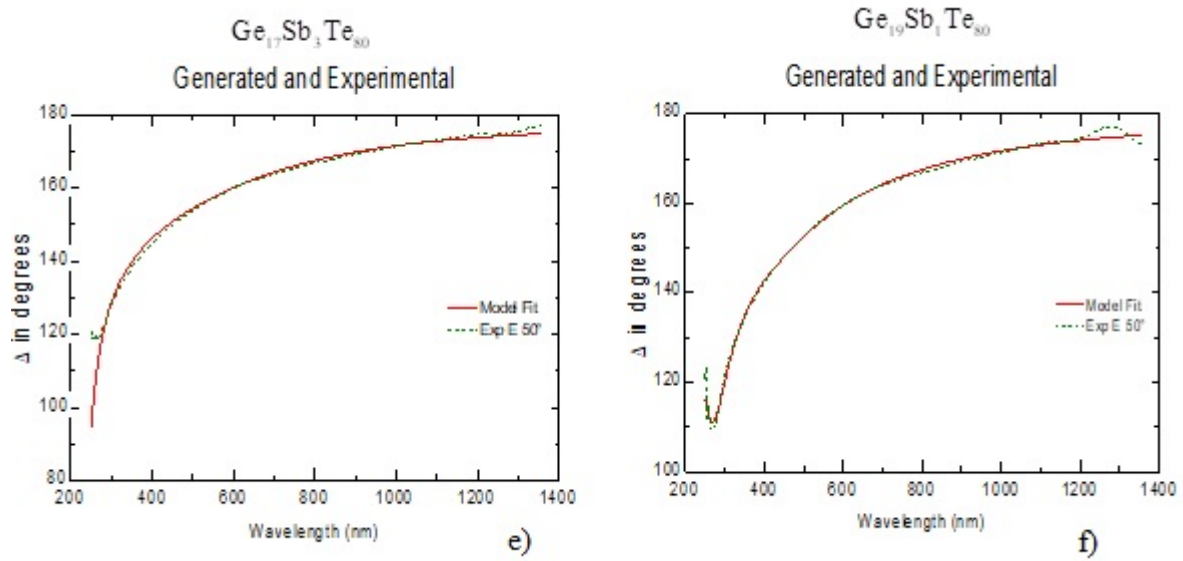 Ge₁₇Sb₃Te₈₀
Generated and Experimental
180
160
140
120
100
80
Δ in degrees
Model Fit
Exp E 50°
200 400 600 800 1000 1200 1400
Wavelength (nm)
e)
Ge₁₉Sb₁Te₈₀
Generated and Experimental
180
160
140
120
100
Δ in degrees
Model Fit
Exp E 50°
200 400 600 800 1000 1200 1400
Wavelength (nm)
f)